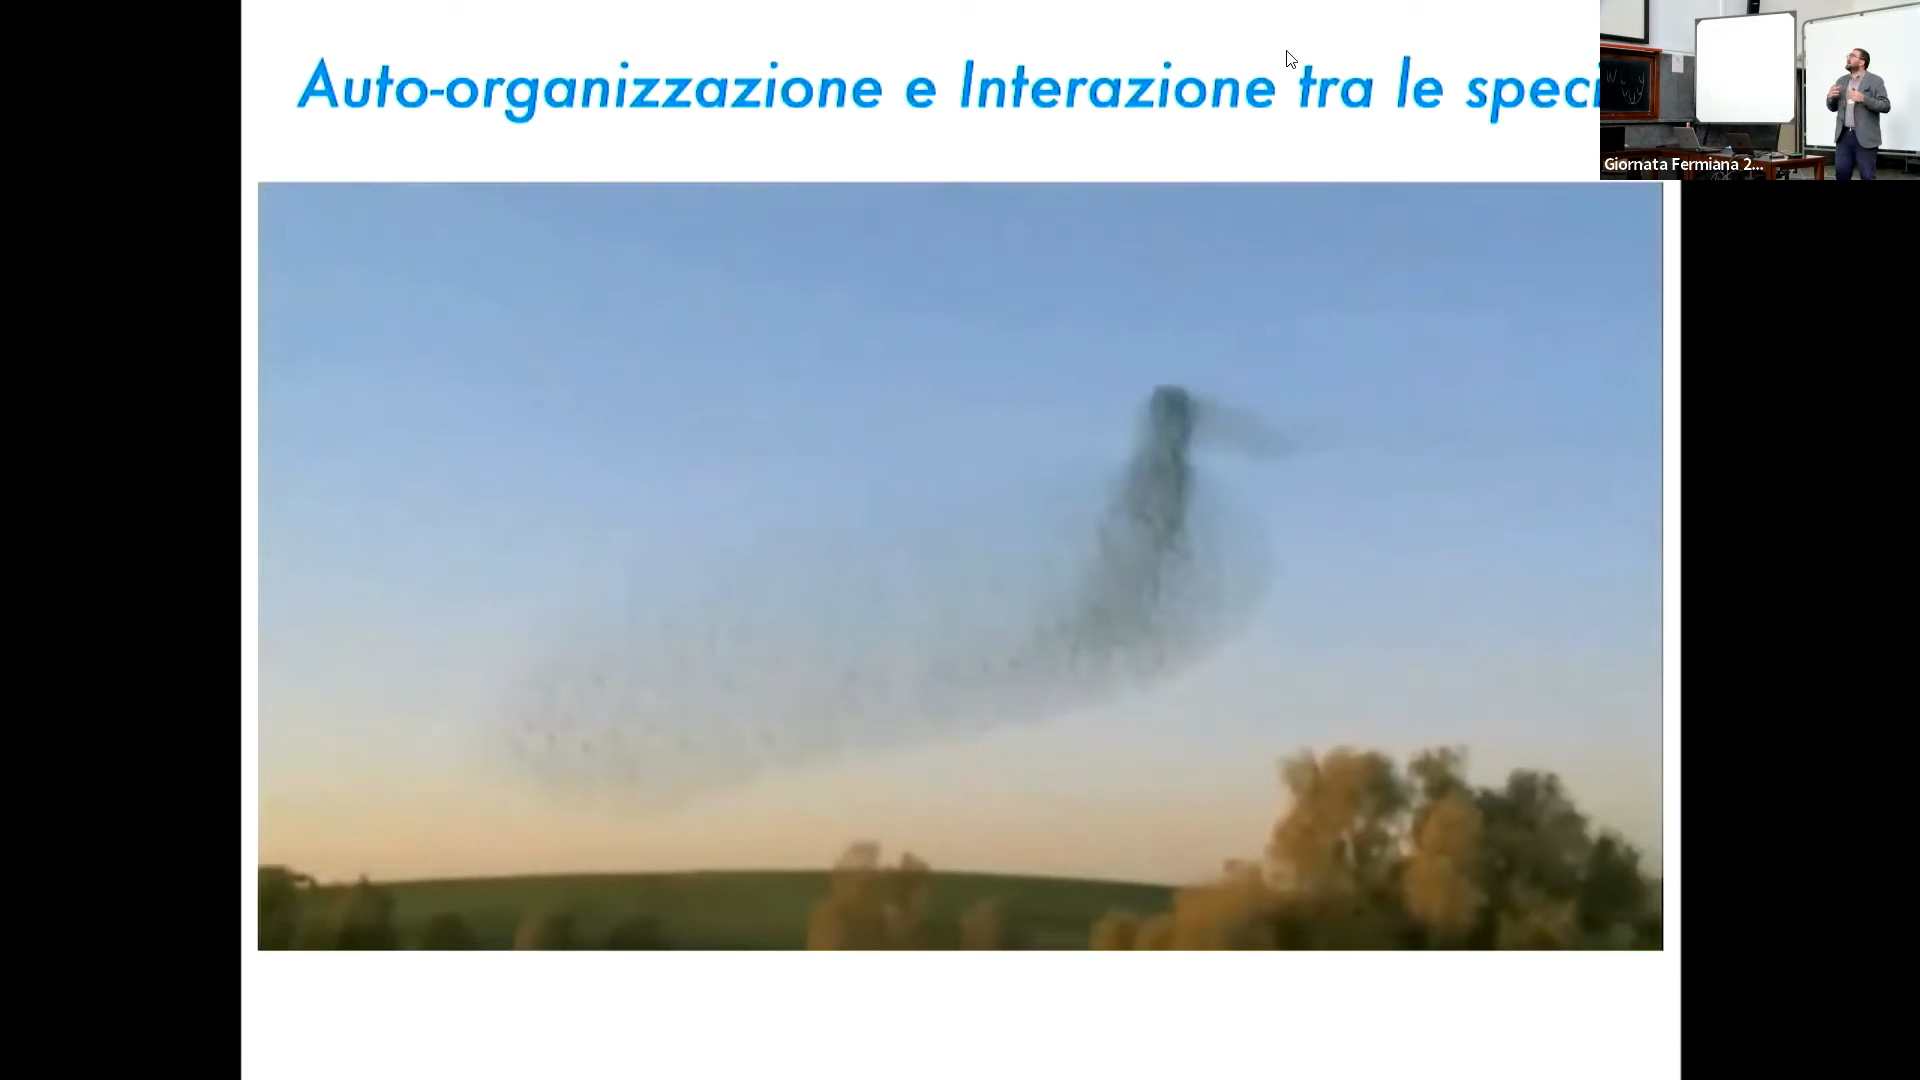 Auto-organizzazione e Interazione tra le speci
Giornata Fermiana 2...